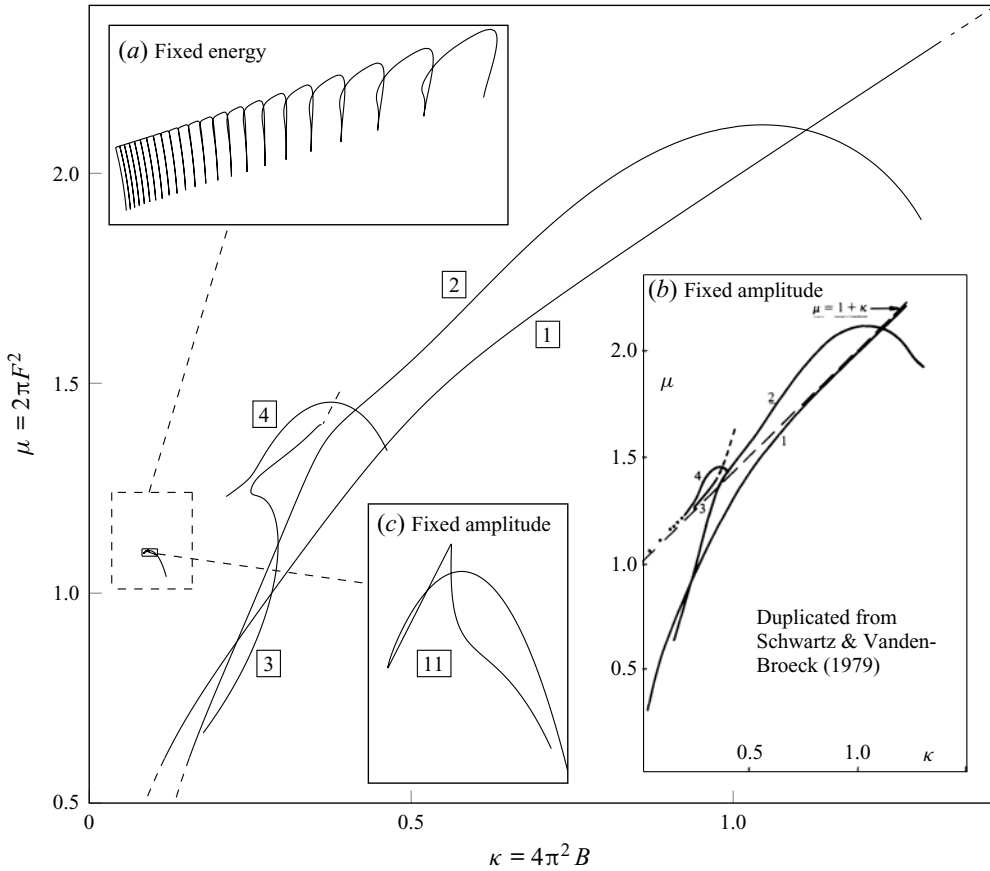 (a) Fixed energy
2.0
1.5
1.0
0.5
0
0.5
1.0
μ = 2πF²
κ = 4π² B
2
1
4
3
(c) Fixed amplitude
11
(b) Fixed amplitude
μ = 1 + κ
2.0
μ
2
1
1.5
4
3
1.0
Duplicated from
Schwartz & Vanden-
Broeck (1979)
0.5
0.5
1.0
κ